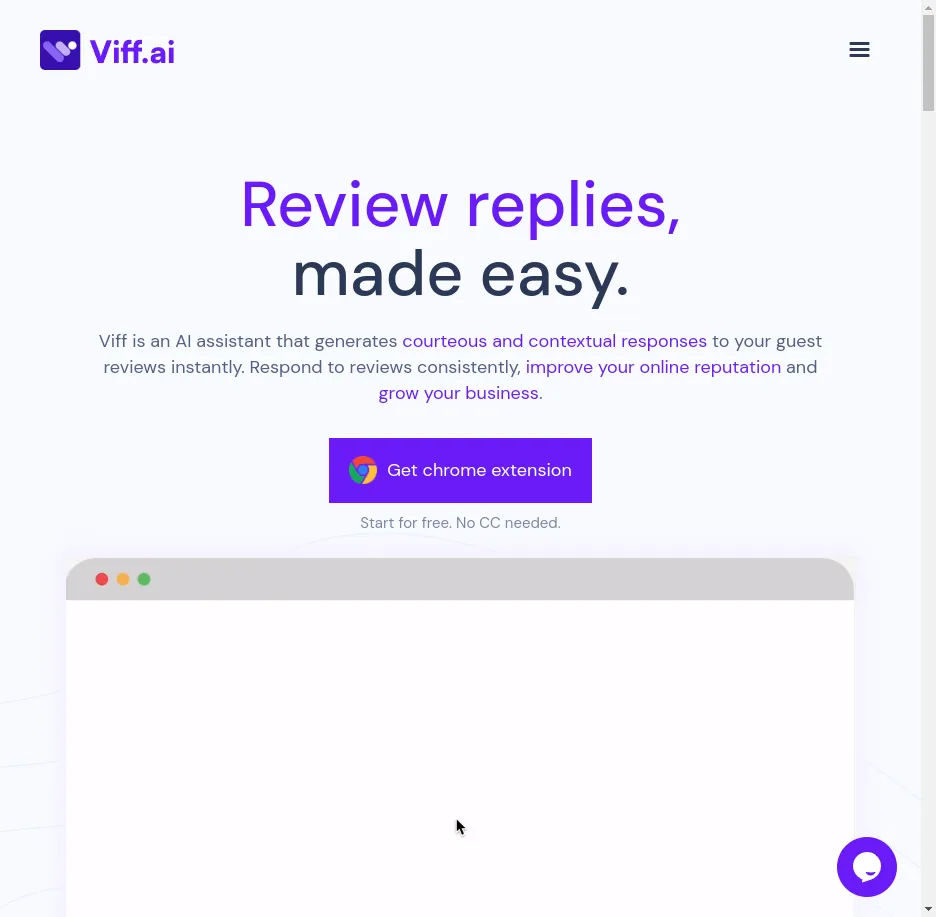 Viff.ai
Review replies,
made easy.
Viff is an AI assistant that generates courteous and contextual responses to your guest
reviews instantly. Respond to reviews consistently, improve your online reputation and
grow your business.
Get chrome extension
Start for free. No CC needed.